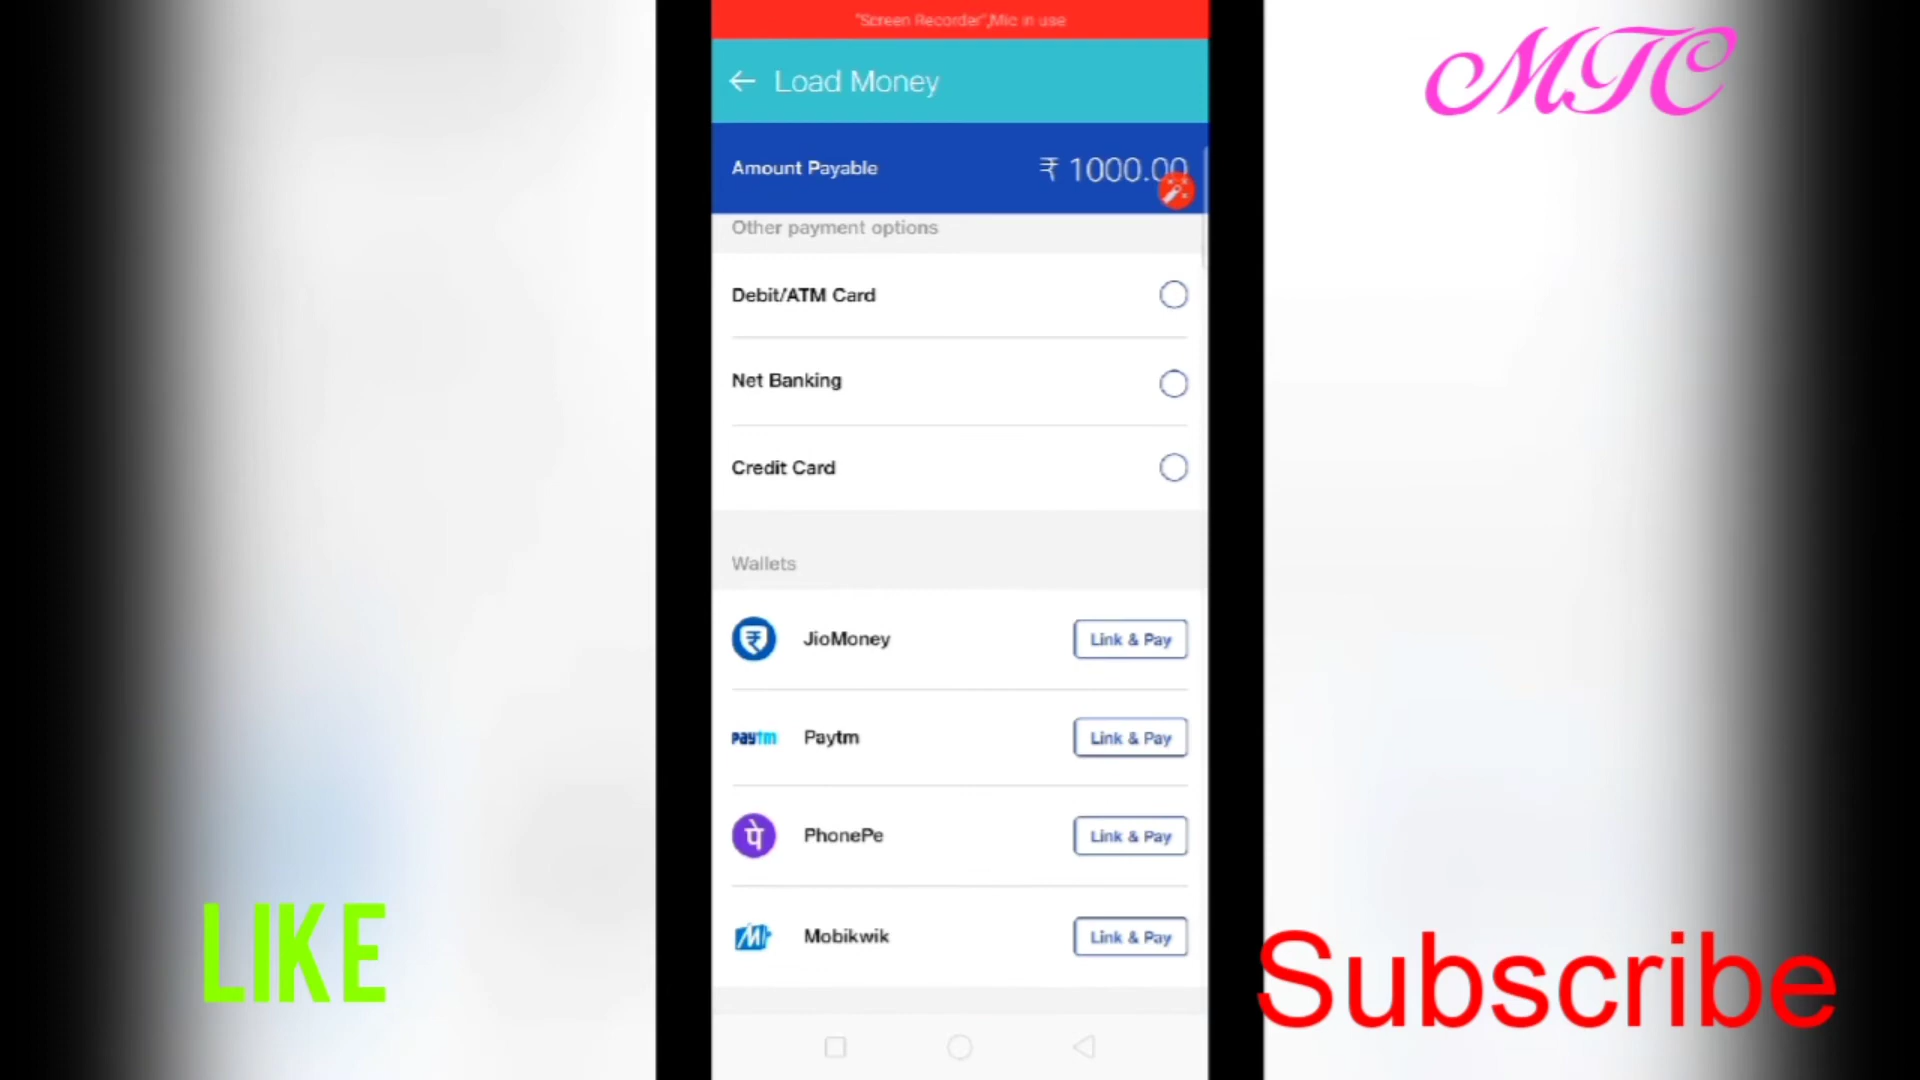 "Screen Recorder",Mic in use
MTC
Load Money
Amount Payable ₹ 1000.00
Other payment options
Debit/ATM Card
Net Banking
Credit Card
Wallets
JioMoney Link & Pay
paytm Paytm Link & Pay
पे PhonePe Link & Pay
M Mobikwik Link & Pay
LIKE
Subscribe